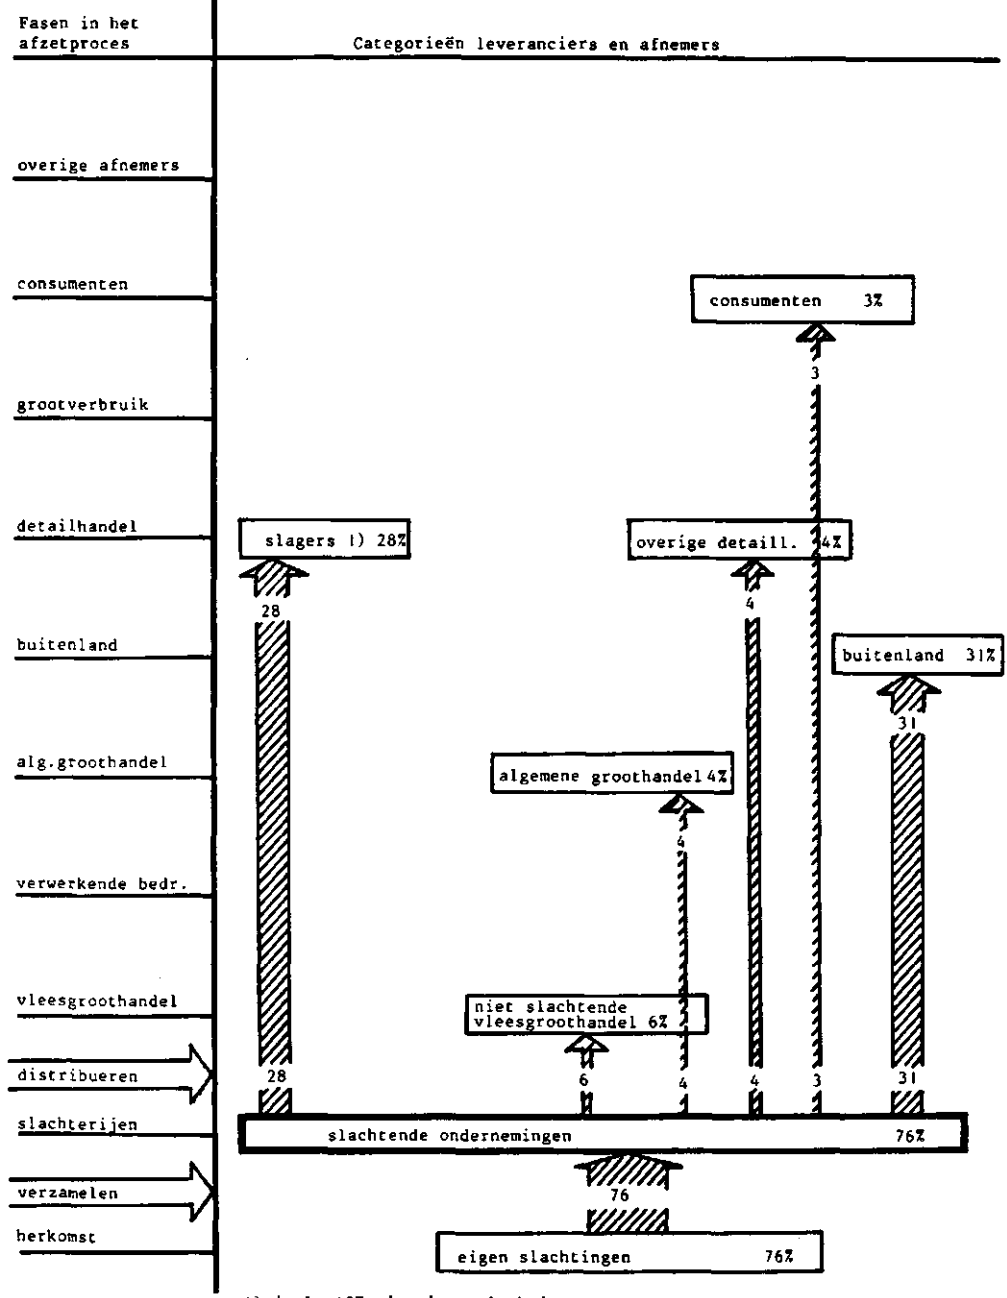 Fasen in het
afzetproces
Categorieën leveranciers en afnemers
overige afnemers
consumenten
consumenten 3%
3
grootverbruik
detailhandel
slagers 1) 28%
overige detaill. 4%
28
4
buitenland
buitenland 31%
31
alg.groothandel
algemene groothandel 4%
4
verwerkende bedr.
vleesgroothandel
niet slachtende
vleesgroothandel 6%
distribueren
28 6 4 4 3 31
slachterijen
slachtende ondernemingen 76%
verzamelen
76
herkomst
eigen slachtingen 76%